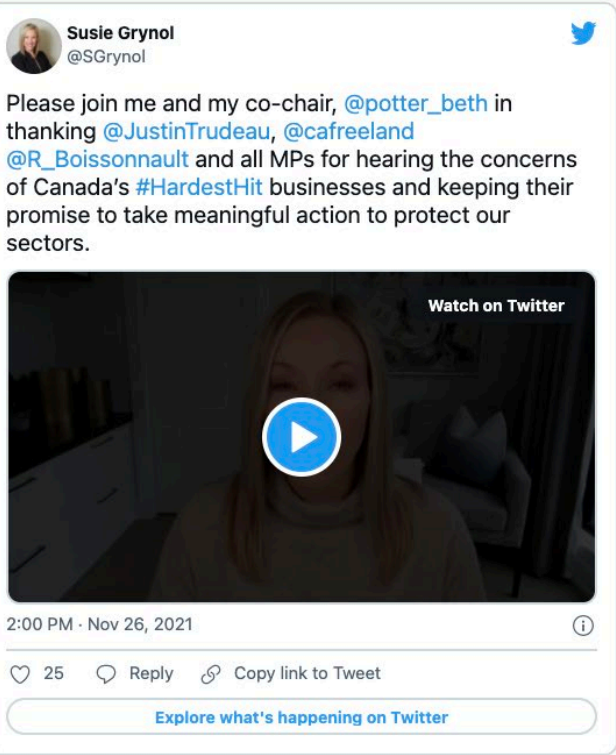 Susie Grynol
@SGrynol
Please join me and my co-chair, @potter_beth in
thanking @JustinTrudeau, @cafreeland
@R_Boissonnault and all MPs for hearing the concerns
of Canada's #HardestHit businesses and keeping their
promise to take meaningful action to protect our
sectors.
Watch on Twitter
2:00 PM · Nov 26, 2021
25 Reply Copy link to Tweet
Explore what's happening on Twitter